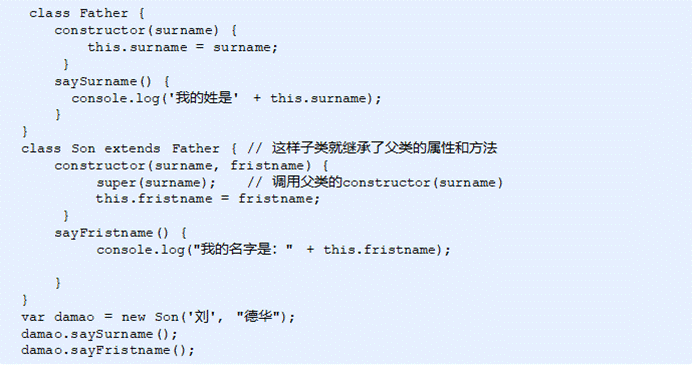 class Father {
constructor(surname) {
this.surname = surname;
}
saySurname() {
console.log('我的姓是' + this.surname);
}
}
class Son extends Father { // 这样子类就继承了父类的属性和方法
constructor(surname, fristname) {
super(surname); // 调用父类的constructor(surname)
this.fristname = fristname;
}
sayFristname() {
console.log("我的名字是：" + this.fristname);
}
}
var damao = new Son('刘', "德华");
damao.saySurname();
damao.sayFristname();